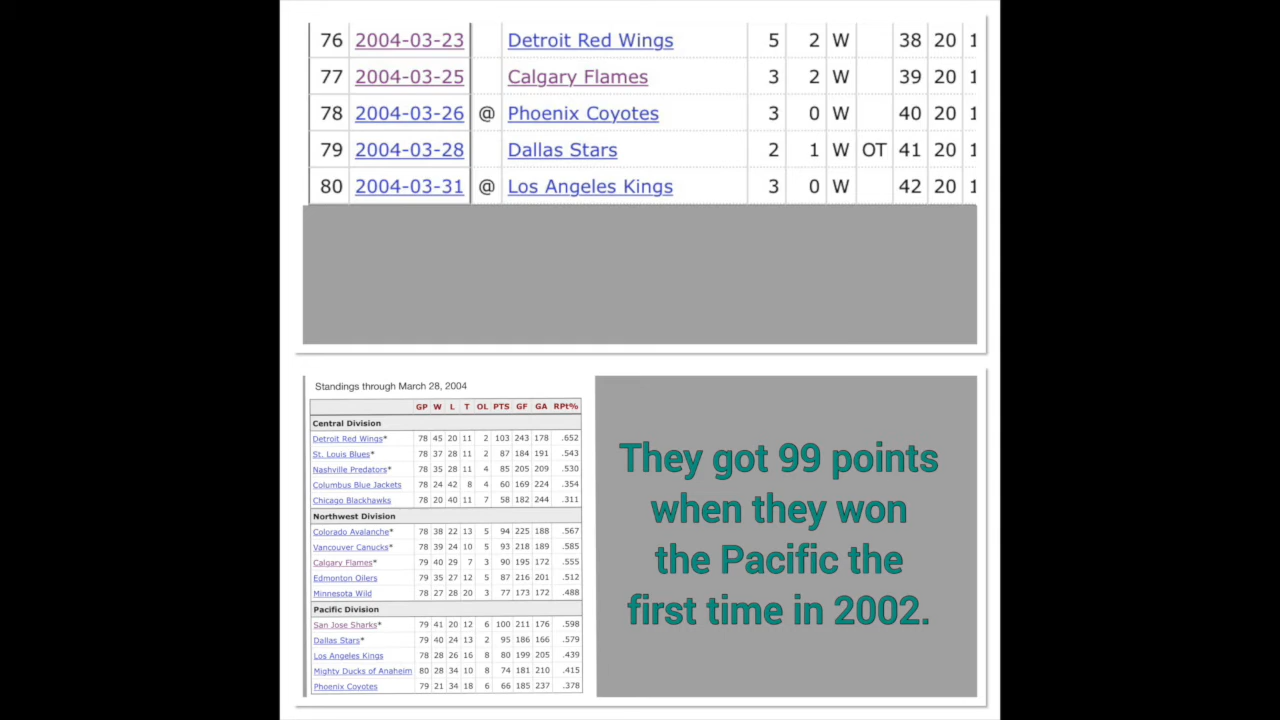 76 2004-03-23 Detroit Red Wings 5 2 W 38 20 1
77 2004-03-25 Calgary Flames 3 2 W 39 20 1
78 2004-03-26 @ Phoenix Coyotes 3 0 W 40 20 1
79 2004-03-28 Dallas Stars 2 1 W OT 41 20 1
80 2004-03-31 @ Los Angeles Kings 3 0 W 42 20 1
Standings through March 28, 2004
GP W L T OL PTS GF GA RPt%
Central Division
Detroit Red Wings* 78 45 20 11 2 103 243 178 .652
St. Louis Blues* 78 37 28 11 2 87 184 191 .543
Nashville Predators* 78 35 28 11 4 85 205 209 .530
Columbus Blue Jackets 78 24 42 8 4 60 169 224 .354
Chicago Blackhawks 78 20 40 11 7 58 182 244 .311
Northwest Division
Colorado Avalanche* 78 38 22 13 5 94 225 188 .567
Vancouver Canucks* 78 39 24 10 5 93 218 189 .585
Calgary Flames* 79 40 29 7 3 90 195 172 .555
Edmonton Oilers 79 35 27 12 5 87 216 201 .512
Minnesota Wild 78 27 28 20 3 77 173 172 .488
Pacific Division
San Jose Sharks* 79 41 20 12 6 100 211 176 .598
Dallas Stars* 79 40 24 13 2 95 186 166 .579
Los Angeles Kings 78 28 26 16 8 80 199 205 .439
Mighty Ducks of Anaheim 80 28 34 10 8 74 181 210 .415
Phoenix Coyotes 79 21 34 18 6 66 185 237 .378
They got 99 points
when they won
the Pacific the
first time in 2002.